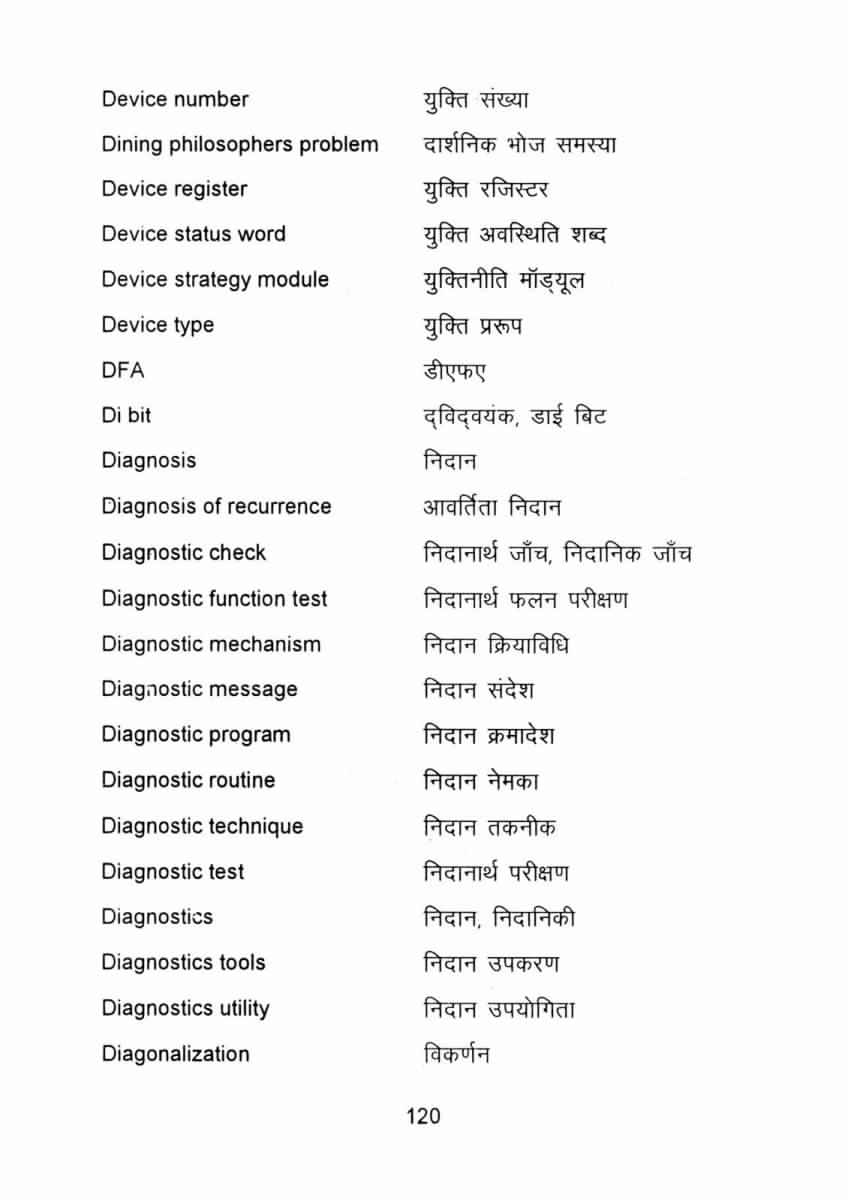 Device number युक्ति संख्या
Dining philosophers problem दार्शनिक भोज समस्या
Device register युक्ति रजिस्टर
Device status word युक्ति अवस्थिति शब्द
Device strategy module युक्तिनीति मॉड्यूल
Device type युक्ति प्ररूप
DFA डीएफए
Di bit द्विद्वयंक, डाई बिट
Diagnosis निदान
Diagnosis of recurrence आवर्तिता निदान
Diagnostic check निदानार्थ जाँच, निदानिक जाँच
Diagnostic function test निदानार्थ फलन परीक्षण
Diagnostic mechanism निदान क्रियाविधि
Diagnostic message निदान संदेश
Diagnostic program निदान क्रमादेश
Diagnostic routine निदान नेमका
Diagnostic technique निदान तकनीक
Diagnostic test निदानार्थ परीक्षण
Diagnostics निदान, निदानिकी
Diagnostics tools निदान उपकरण
Diagnostics utility निदान उपयोगिता
Diagonalization विकर्णन
120